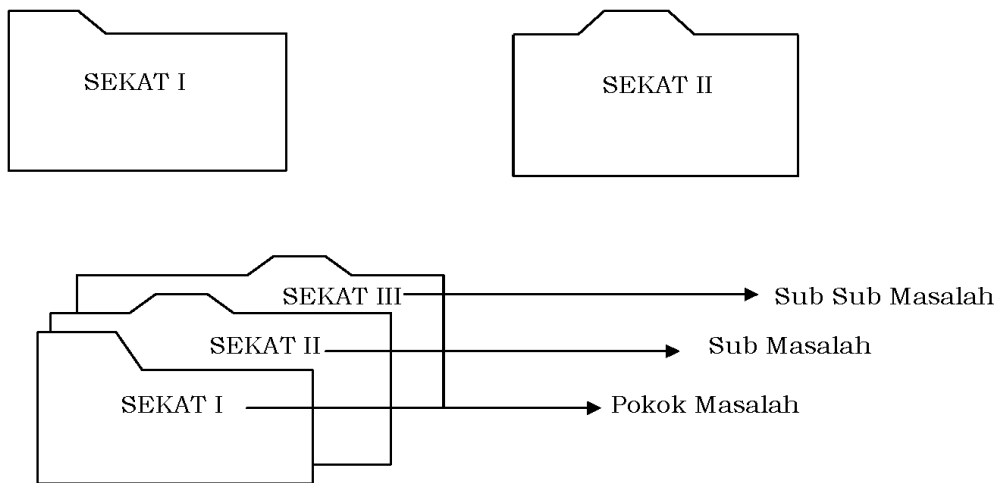 SEKAT I
SEKAT II
SEKAT III
Sub Sub Masalah
SEKAT II
Sub Masalah
SEKAT I
Pokok Masalah